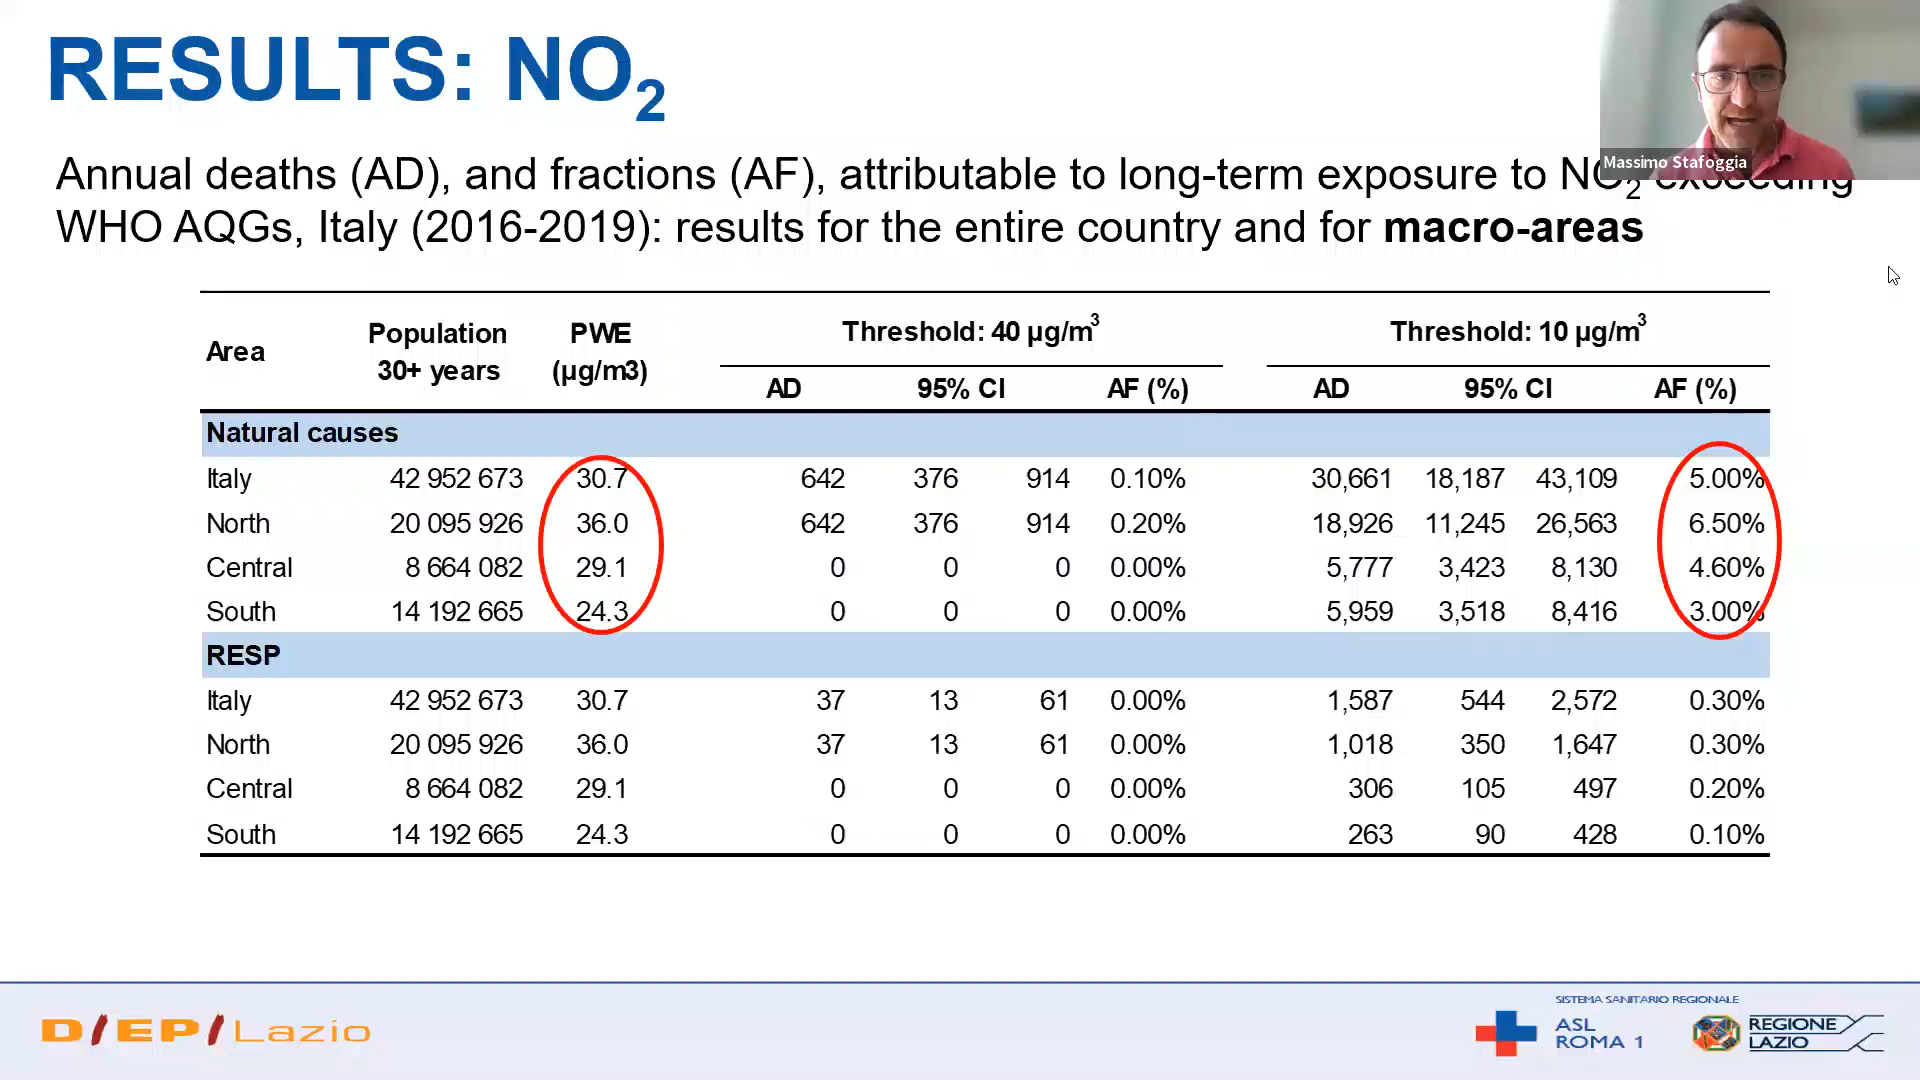 RESULTS: NO2
Massimo Stafoggia
Annual deaths (AD), and fractions (AF), attributable to long-term exposure to NO2 exceeding
WHO AQGs, Italy (2016-2019): results for the entire country and for macro-areas
Area Population 30+ years PWE (µg/m3) Threshold: 40 µg/m3 Threshold: 10 µg/m3
AD 95% CI AF (%) AD 95% CI AF (%)
Natural causes
Italy 42 952 673 30.7 642 376 914 0.10% 30,661 18,187 43,109 5.00%
North 20 095 926 36.0 642 376 914 0.20% 18,926 11,245 26,563 6.50%
Central 8 664 082 29.1 0 0 0 0.00% 5,777 3,423 8,130 4.60%
South 14 192 665 24.3 0 0 0 0.00% 5,959 3,518 8,416 3.00%
RESP
Italy 42 952 673 30.7 37 13 61 0.00% 1,587 544 2,572 0.30%
North 20 095 926 36.0 37 13 61 0.00% 1,018 350 1,647 0.30%
Central 8 664 082 29.1 0 0 0 0.00% 306 105 497 0.20%
South 14 192 665 24.3 0 0 0 0.00% 263 90 428 0.10%
D/EP/Lazio
SISTEMA SANITARIO REGIONALE
ASL
ROMA 1
REGIONE
LAZIO